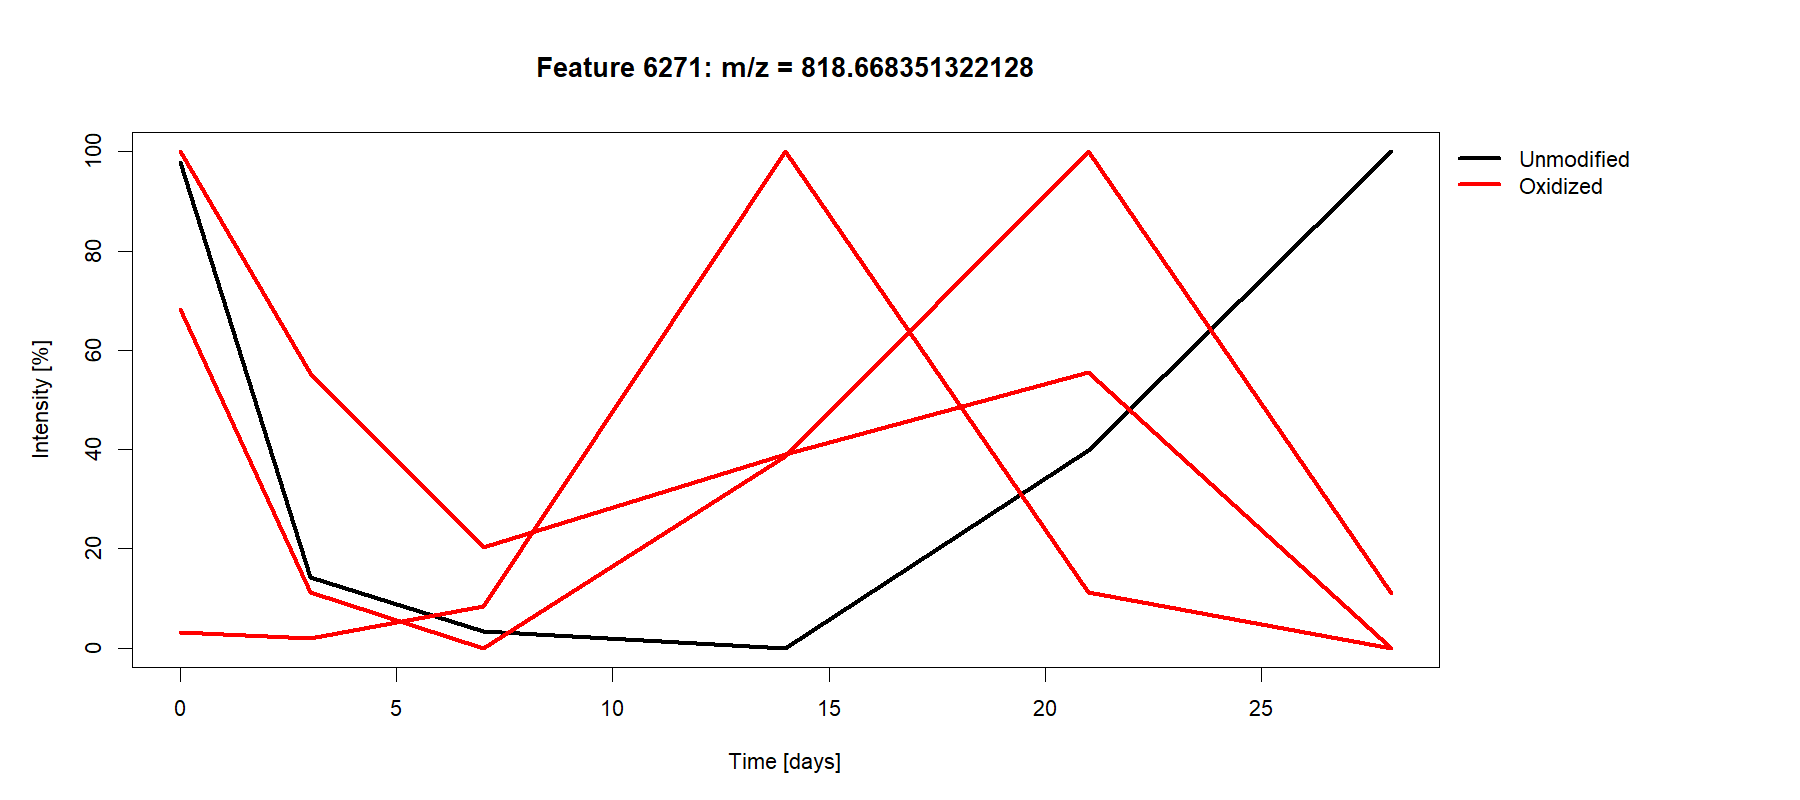 Feature 6271: m/z = 818.668351322128
Unmodified
Oxidized
Intensity [%]
100
80
60
40
20
0
0 5 10 15 20 25
Time [days]